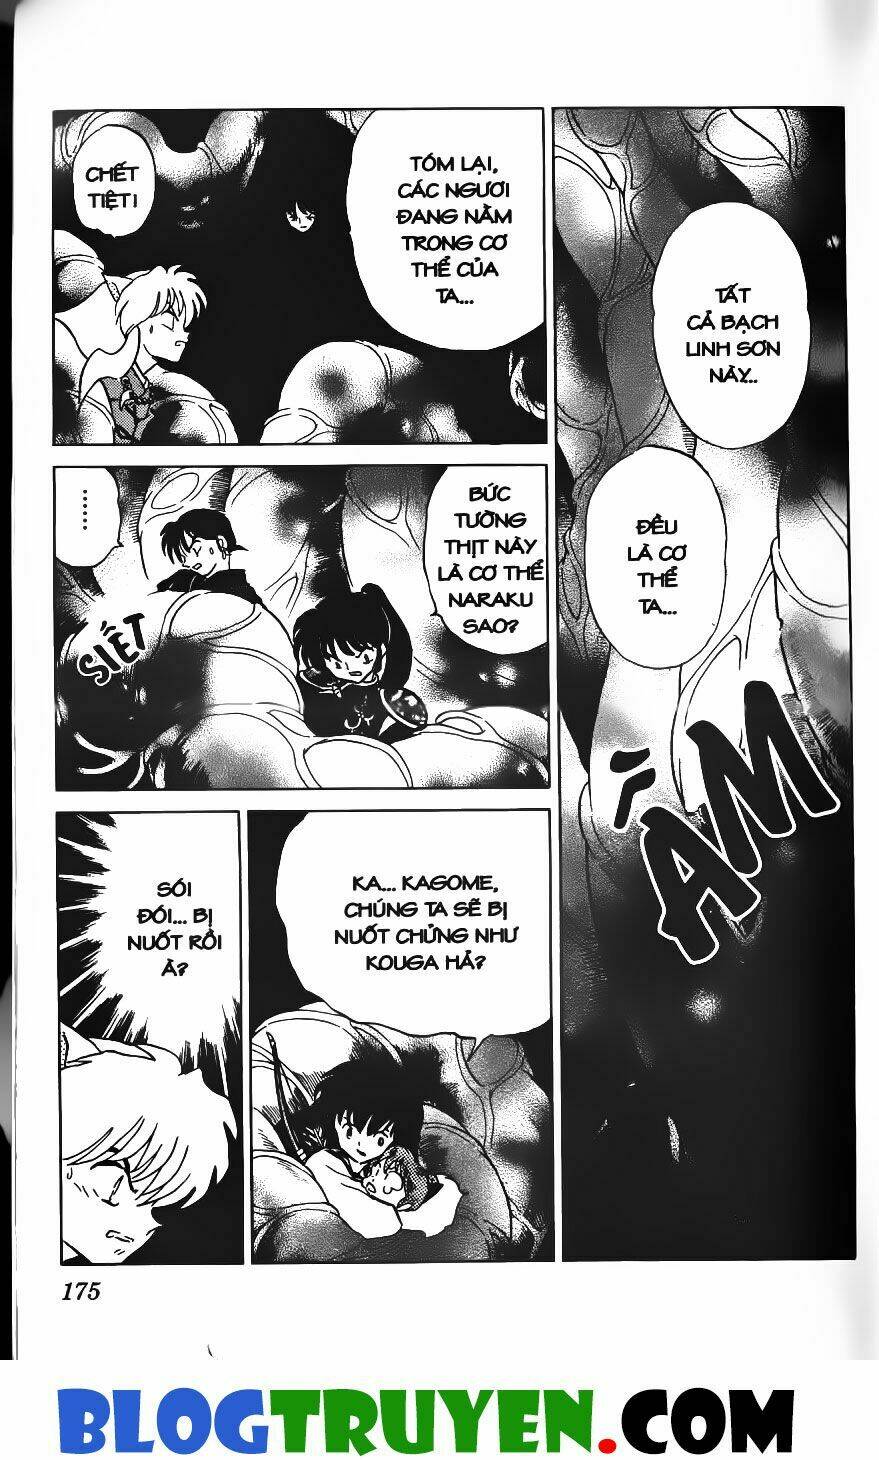 TẤT
CẢ BẠCH
LINH SƠN
NÀY...
ĐỀU
LÀ CƠ
THỂ
TA...
ẦM
TÓM LẠI,
CÁC NGƯƠI
ĐANG NẰM
TRONG CƠ
THỂ CỦA
TA...
CHẾT
TIỆT!
BỨC
TƯỜNG
THỊT NÀY
LÀ CƠ THỂ
NARAKU
SAO?
......
SIẾT
KA... KAGOME,
CHÚNG TA SẼ BỊ
NUỐT CHỬNG NHƯ
KOUGA HẢ?
SÓI
ĐÓI... BỊ
NUỐT RỒI
À?
175
BLOGTRUYEN.COM